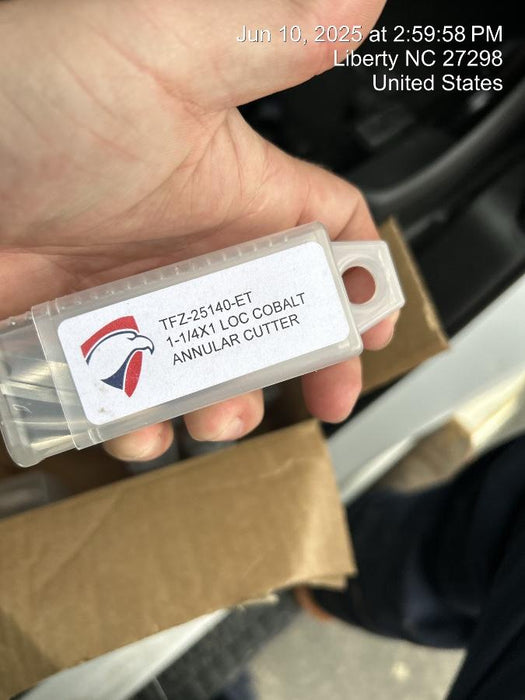 Jun 10, 2025 at 2:59:58 PM
Liberty NC 27298
United States
TFZ-25140-ET
1-1/4X1 LOC COBALT
ANNULAR CUTTER